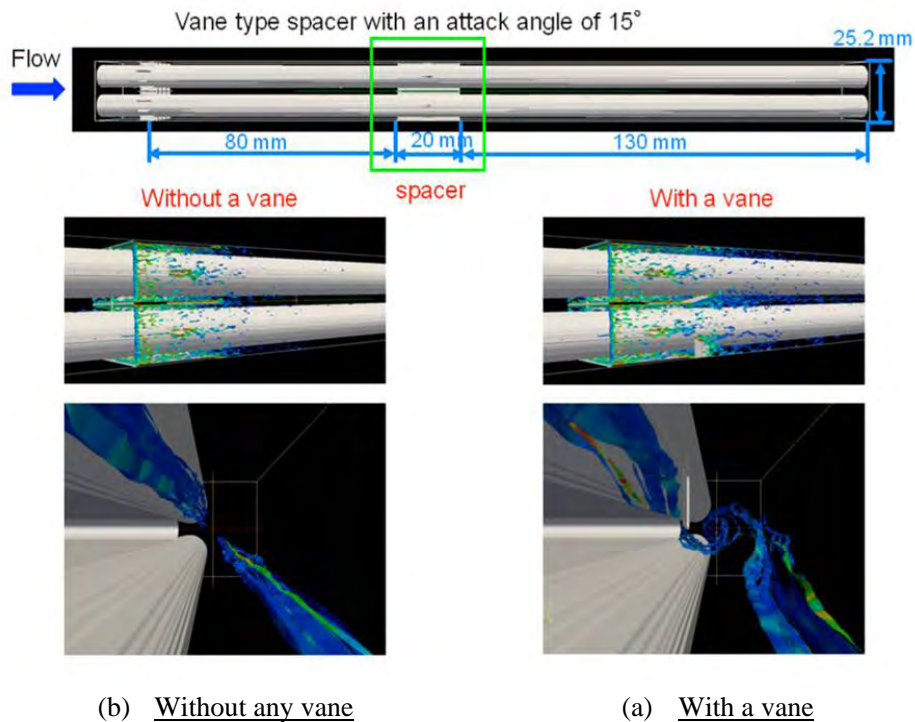 Vane type spacer with an attack angle of 15°
Flow
25.2 mm
80 mm
20 mm
130 mm
spacer
Without a vane
With a vane
(b) Without any vane
(a) With a vane